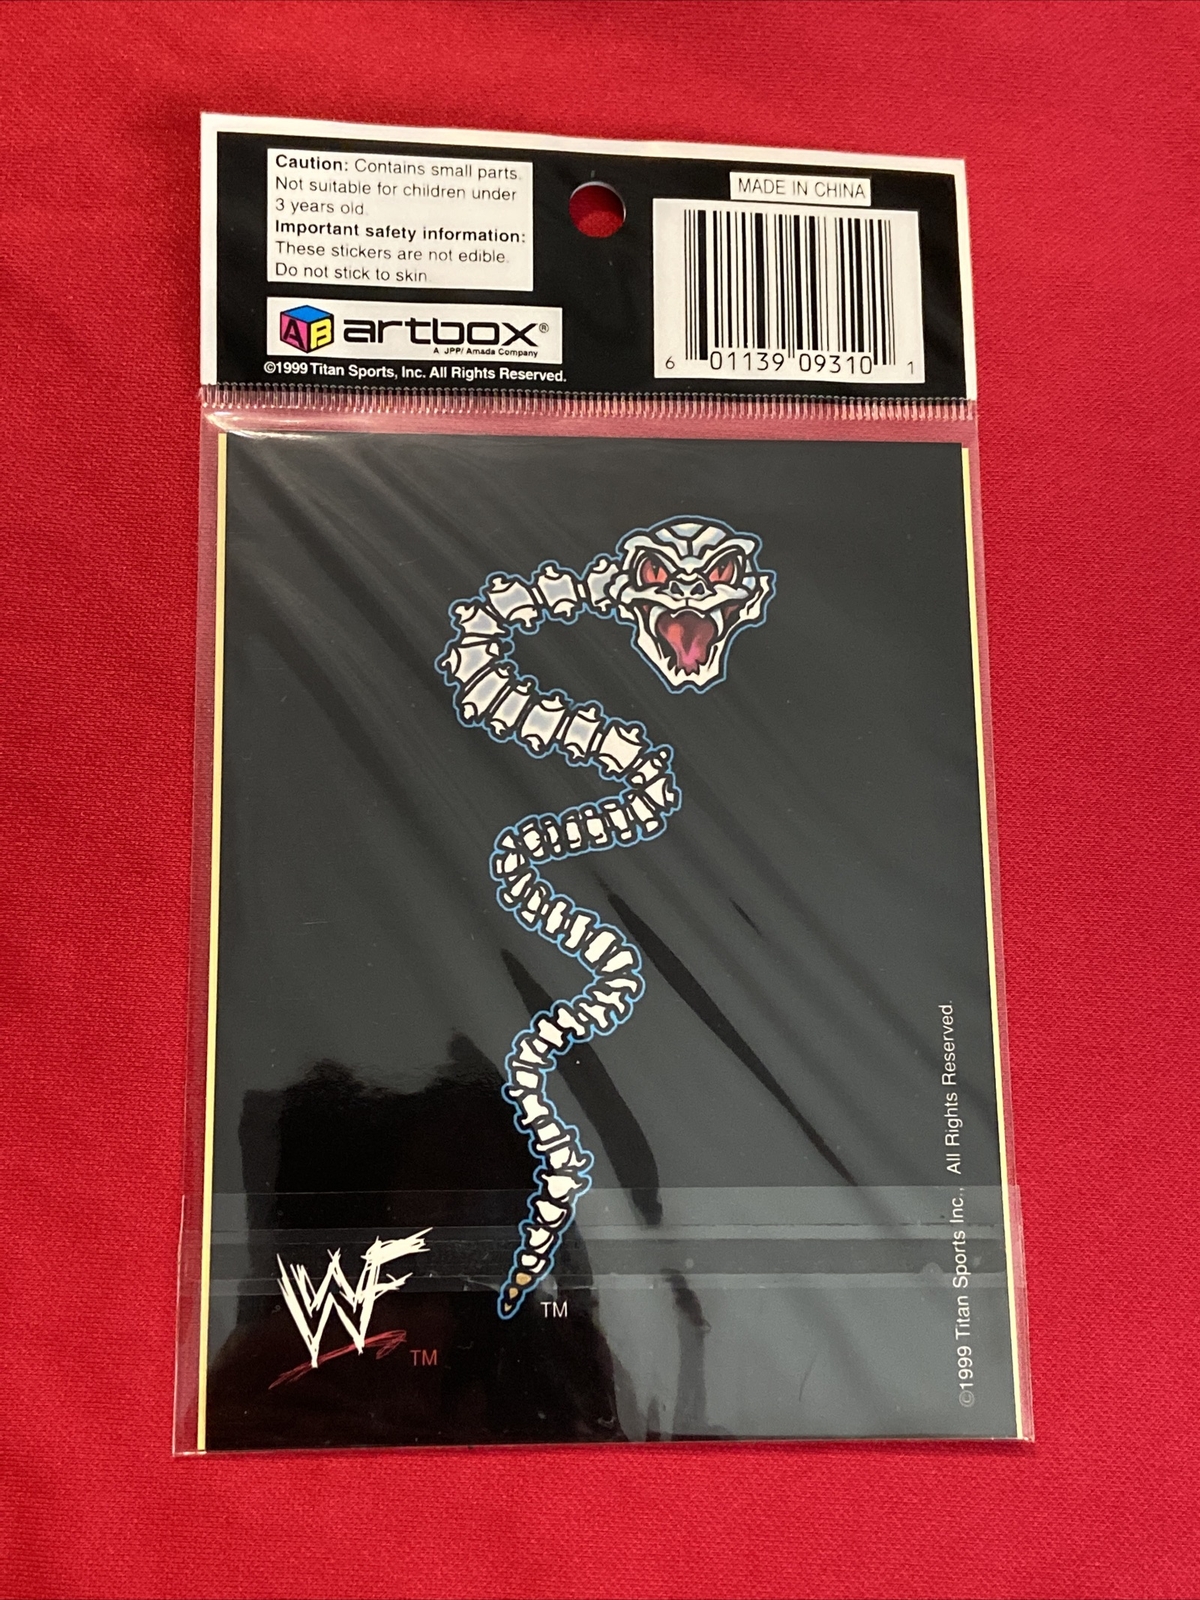 Caution: Contains small parts.
Not suitable for children under
3 years old.
Important safety information:
These stickers are not edible.
Do not stick to skin.
AB artbox®
A JPP/ Amada Company
©1999 Titan Sports, Inc. All Rights Reserved.
MADE IN CHINA
6 01139 09310 1
WF TM
TM
©1999 Titan Sports Inc., All Rights Reserved.